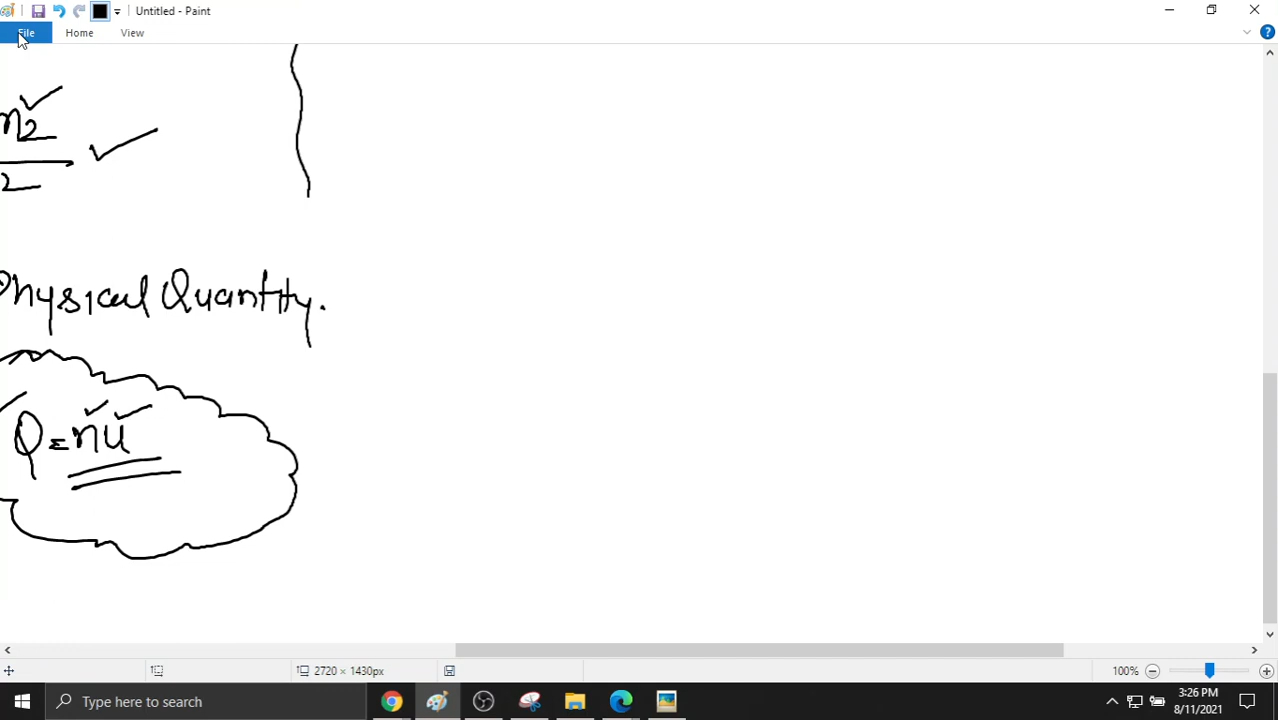 Untitled - Paint
File Home View
n2
2
Physical Quantity.
Q = nu
2720 × 1430px
100%
Type here to search
3:26 PM
8/11/2021